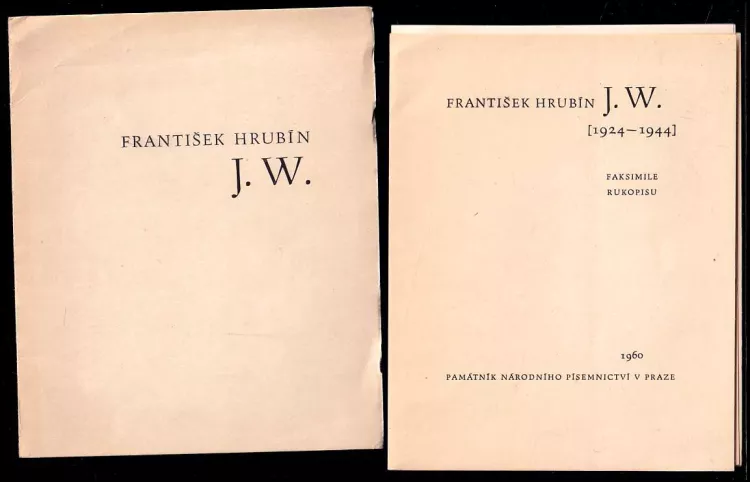 FRANTIŠEK HRUBÍN
J. W.
FRANTIŠEK HRUBÍN J. W.
[1924–1944]
FAKSIMILE
RUKOPISU
1960
PAMÁTNÍK NÁRODNÍHO PÍSEMNICTVÍ V PRAZE